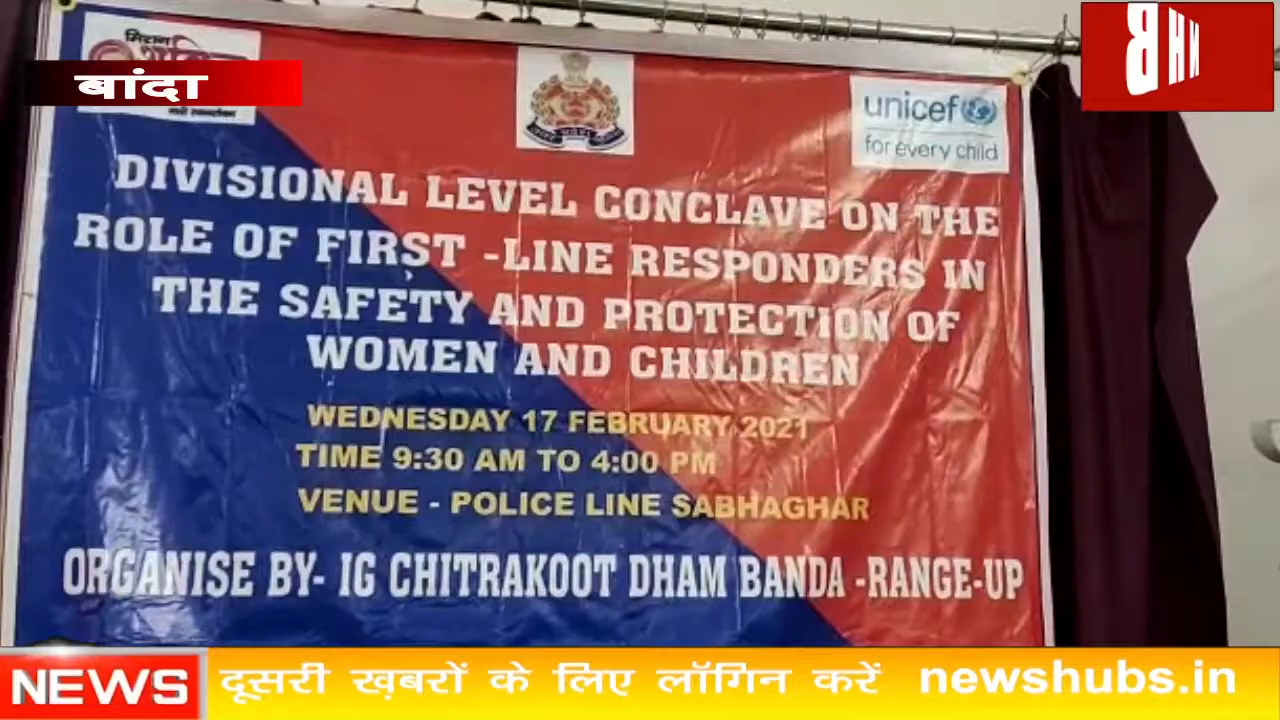 मिशन
बांदा
BHN
unicef
for every child
DIVISIONAL LEVEL CONCLAVE ON THE
ROLE OF FIRST -LINE RESPONDERS IN
THE SAFETY AND PROTECTION OF
WOMEN AND CHILDREN
WEDNESDAY 17 FEBRUARY 2021
TIME 9:30 AM TO 4:00 PM
VENUE - POLICE LINE SABHAGHAR
ORGANISE BY- IG CHITRAKOOT DHAM BANDA -RANGE-UP
NEWS दूसरी ख़बरों के लिए लॉगिन करें newshubs.in